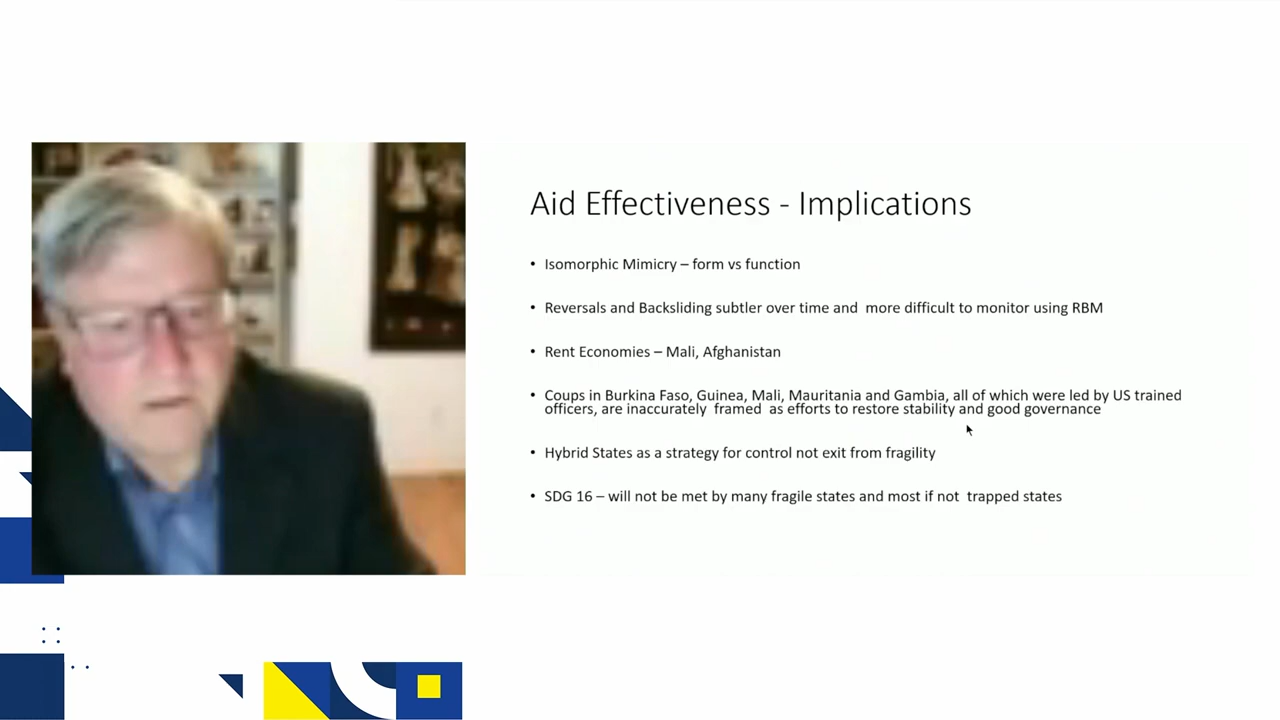 Aid Effectiveness - Implications
• Isomorphic Mimicry – form vs function
• Reversals and Backsliding subtler over time and  more difficult to monitor using RBM
• Rent Economies – Mali, Afghanistan
• Coups in Burkina Faso, Guinea, Mali, Mauritania and Gambia, all of which were led by US trained
officers, are inaccurately  framed  as efforts to restore stability and good governance
• Hybrid States as a strategy for control not exit from fragility
• SDG 16 – will not be met by many fragile states and most if not  trapped states